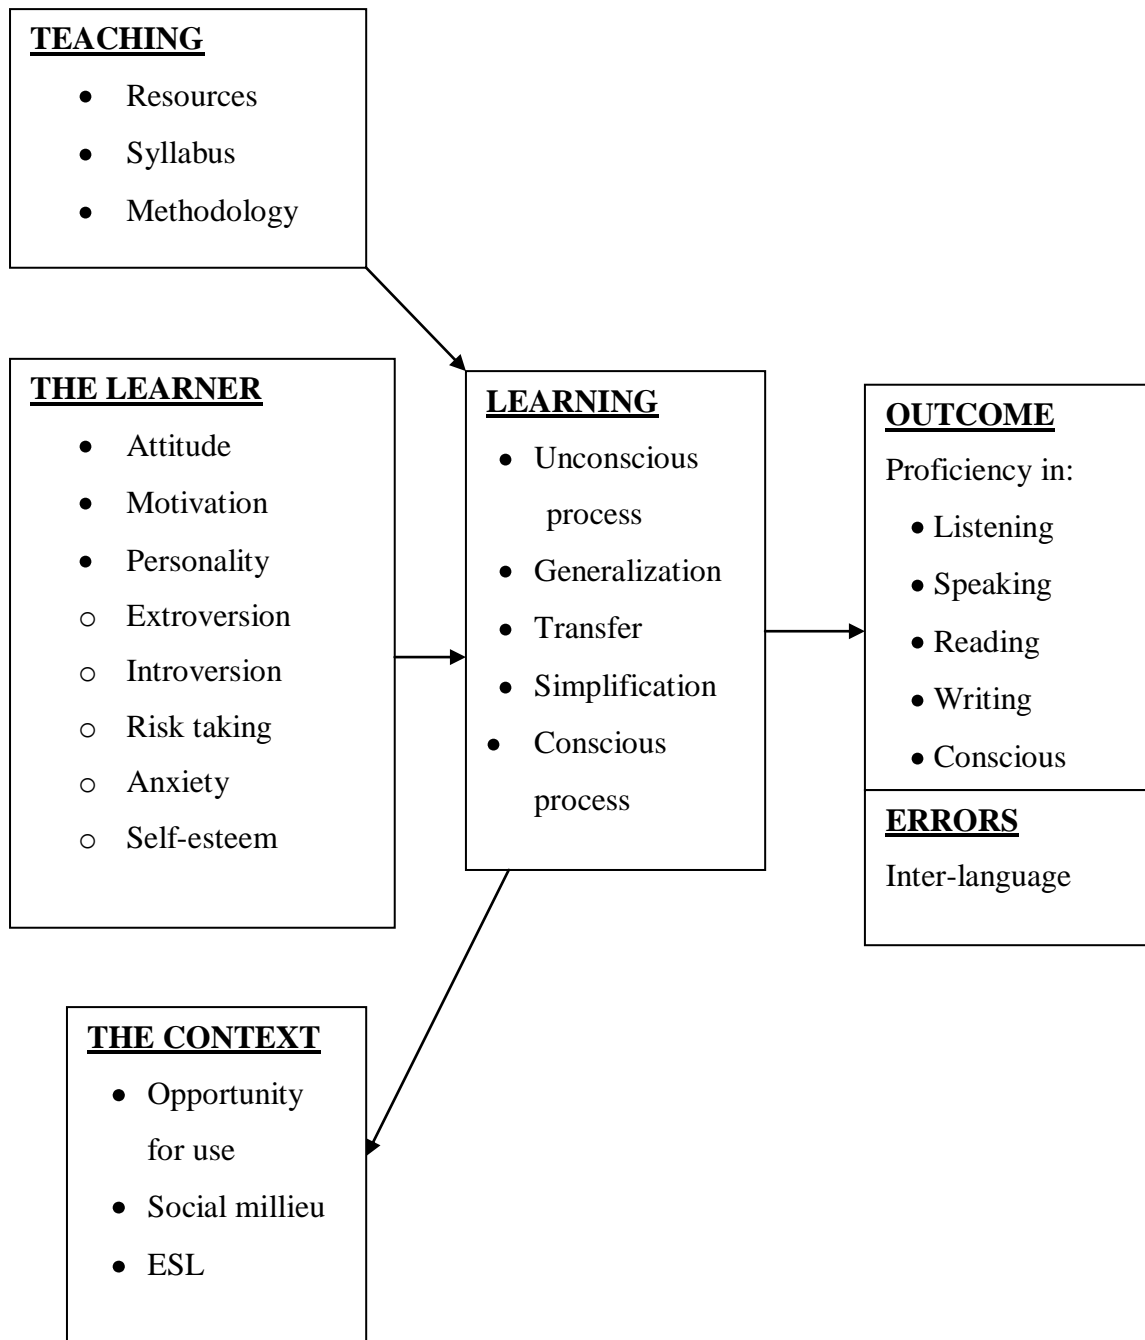 TEACHING
• Resources
• Syllabus
• Methodology
THE LEARNER
• Attitude
• Motivation
• Personality
o Extroversion
o Introversion
o Risk taking
o Anxiety
o Self-esteem
LEARNING
• Unconscious
process
• Generalization
• Transfer
• Simplification
• Conscious
process
OUTCOME
Proficiency in:
• Listening
• Speaking
• Reading
• Writing
• Conscious
ERRORS
Inter-language
THE CONTEXT
• Opportunity
for use
• Social millieu
• ESL